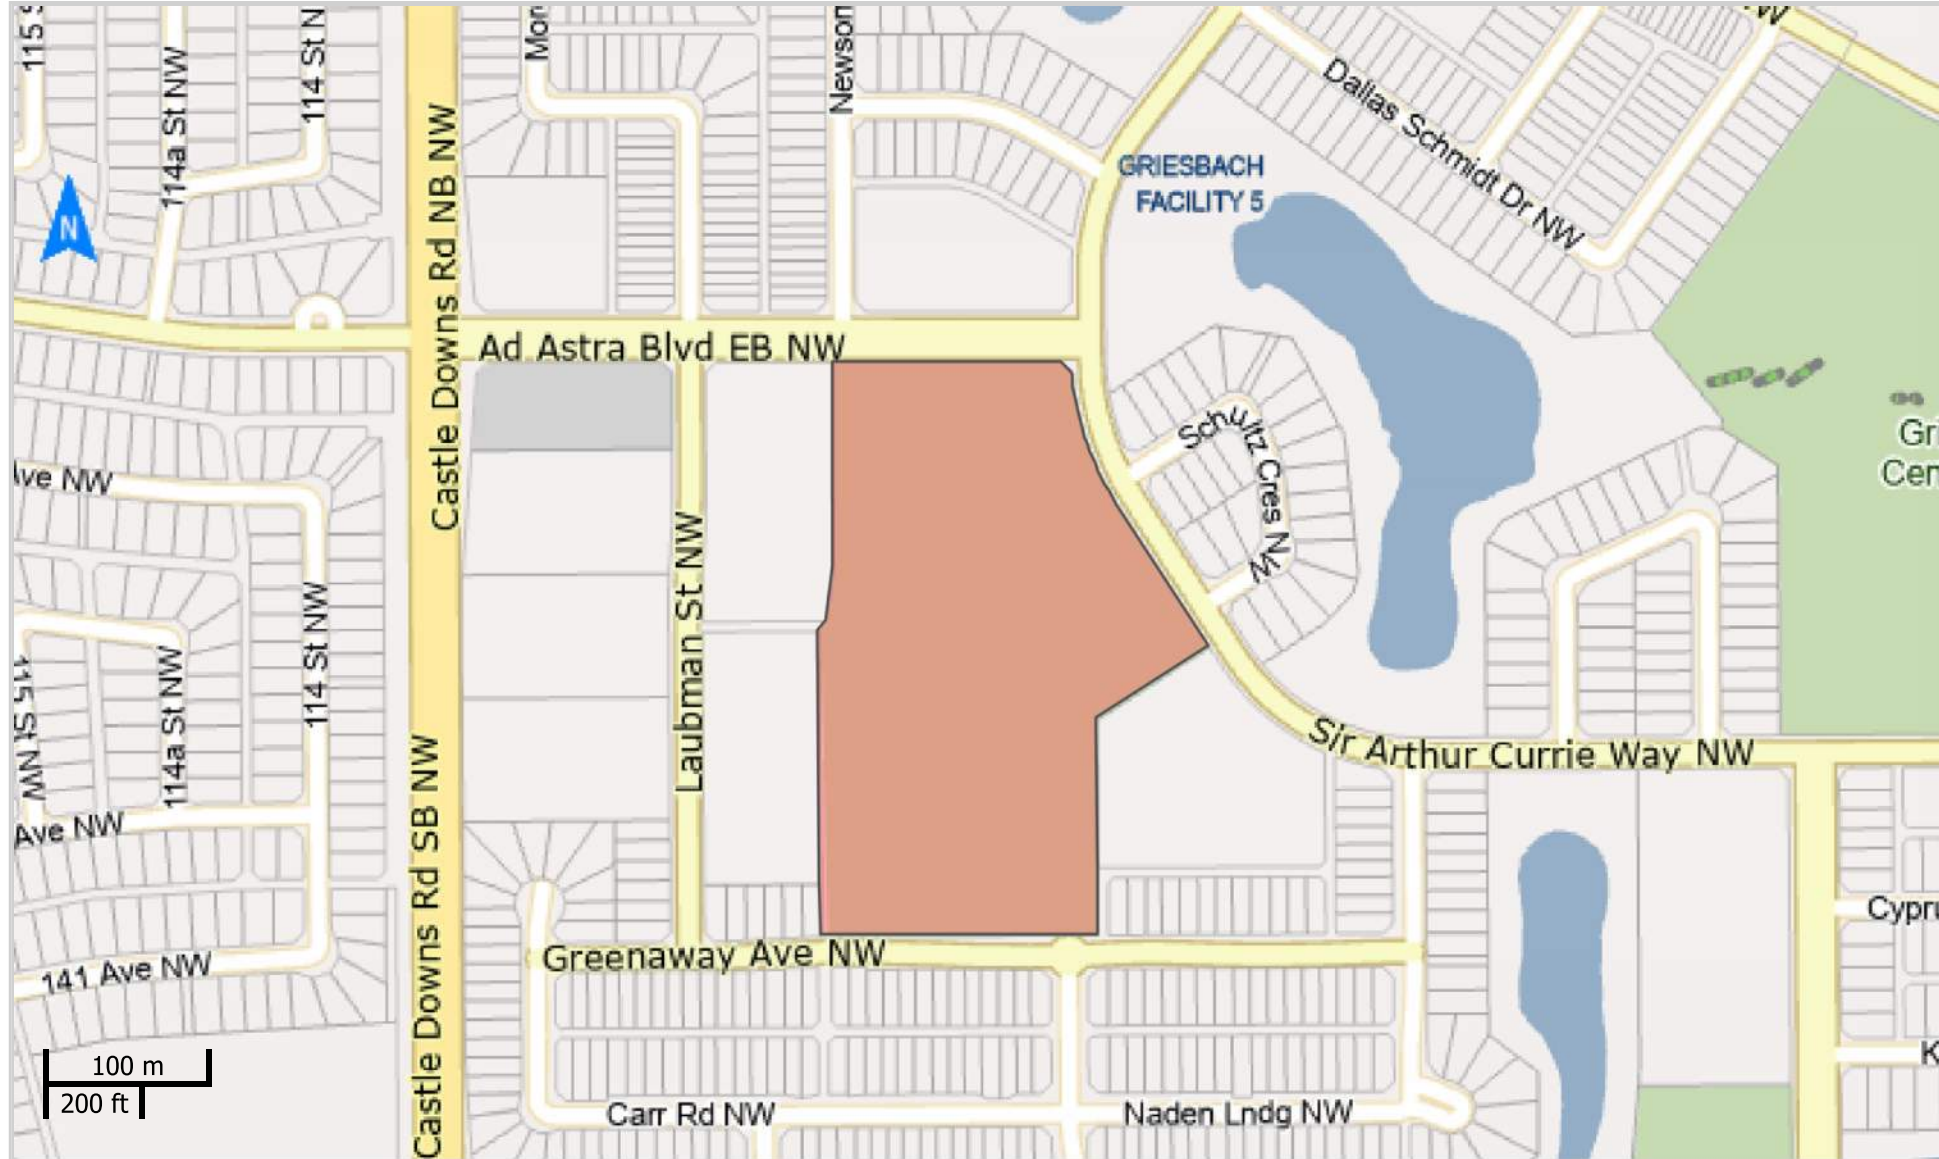 115 S
114a St NW
114 St N
Castle Downs Rd NB NW
Mor
Newson
NW
Dallas Schmidt Dr NW
GRIESBACH
FACILITY 5
N
Ad Astra Blvd EB NW
Schultz Cres NW
Gri
Cen
Ave NW
Laubman St NW
114 St NW
115 St NW
114a St NW
Sir Arthur Currie Way NW
Ave NW
Castle Downs Rd SB NW
Cypru
Greenaway Ave NW
141 Ave NW
K
100 m
200 ft
Carr Rd NW
Naden Lndg NW